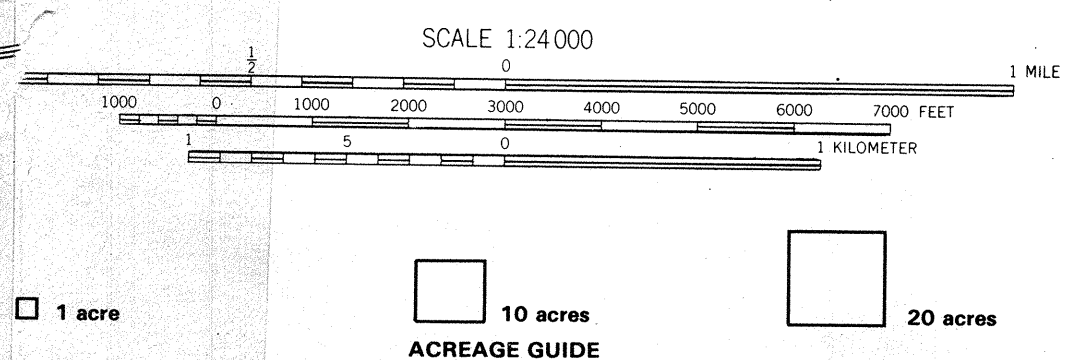 SCALE 1:24 000
1/2 0 1 MILE
1000 0 1000 2000 3000 4000 5000 6000 7000 FEET
1 5 0 1 KILOMETER
1 acre 10 acres 20 acres
ACREAGE GUIDE